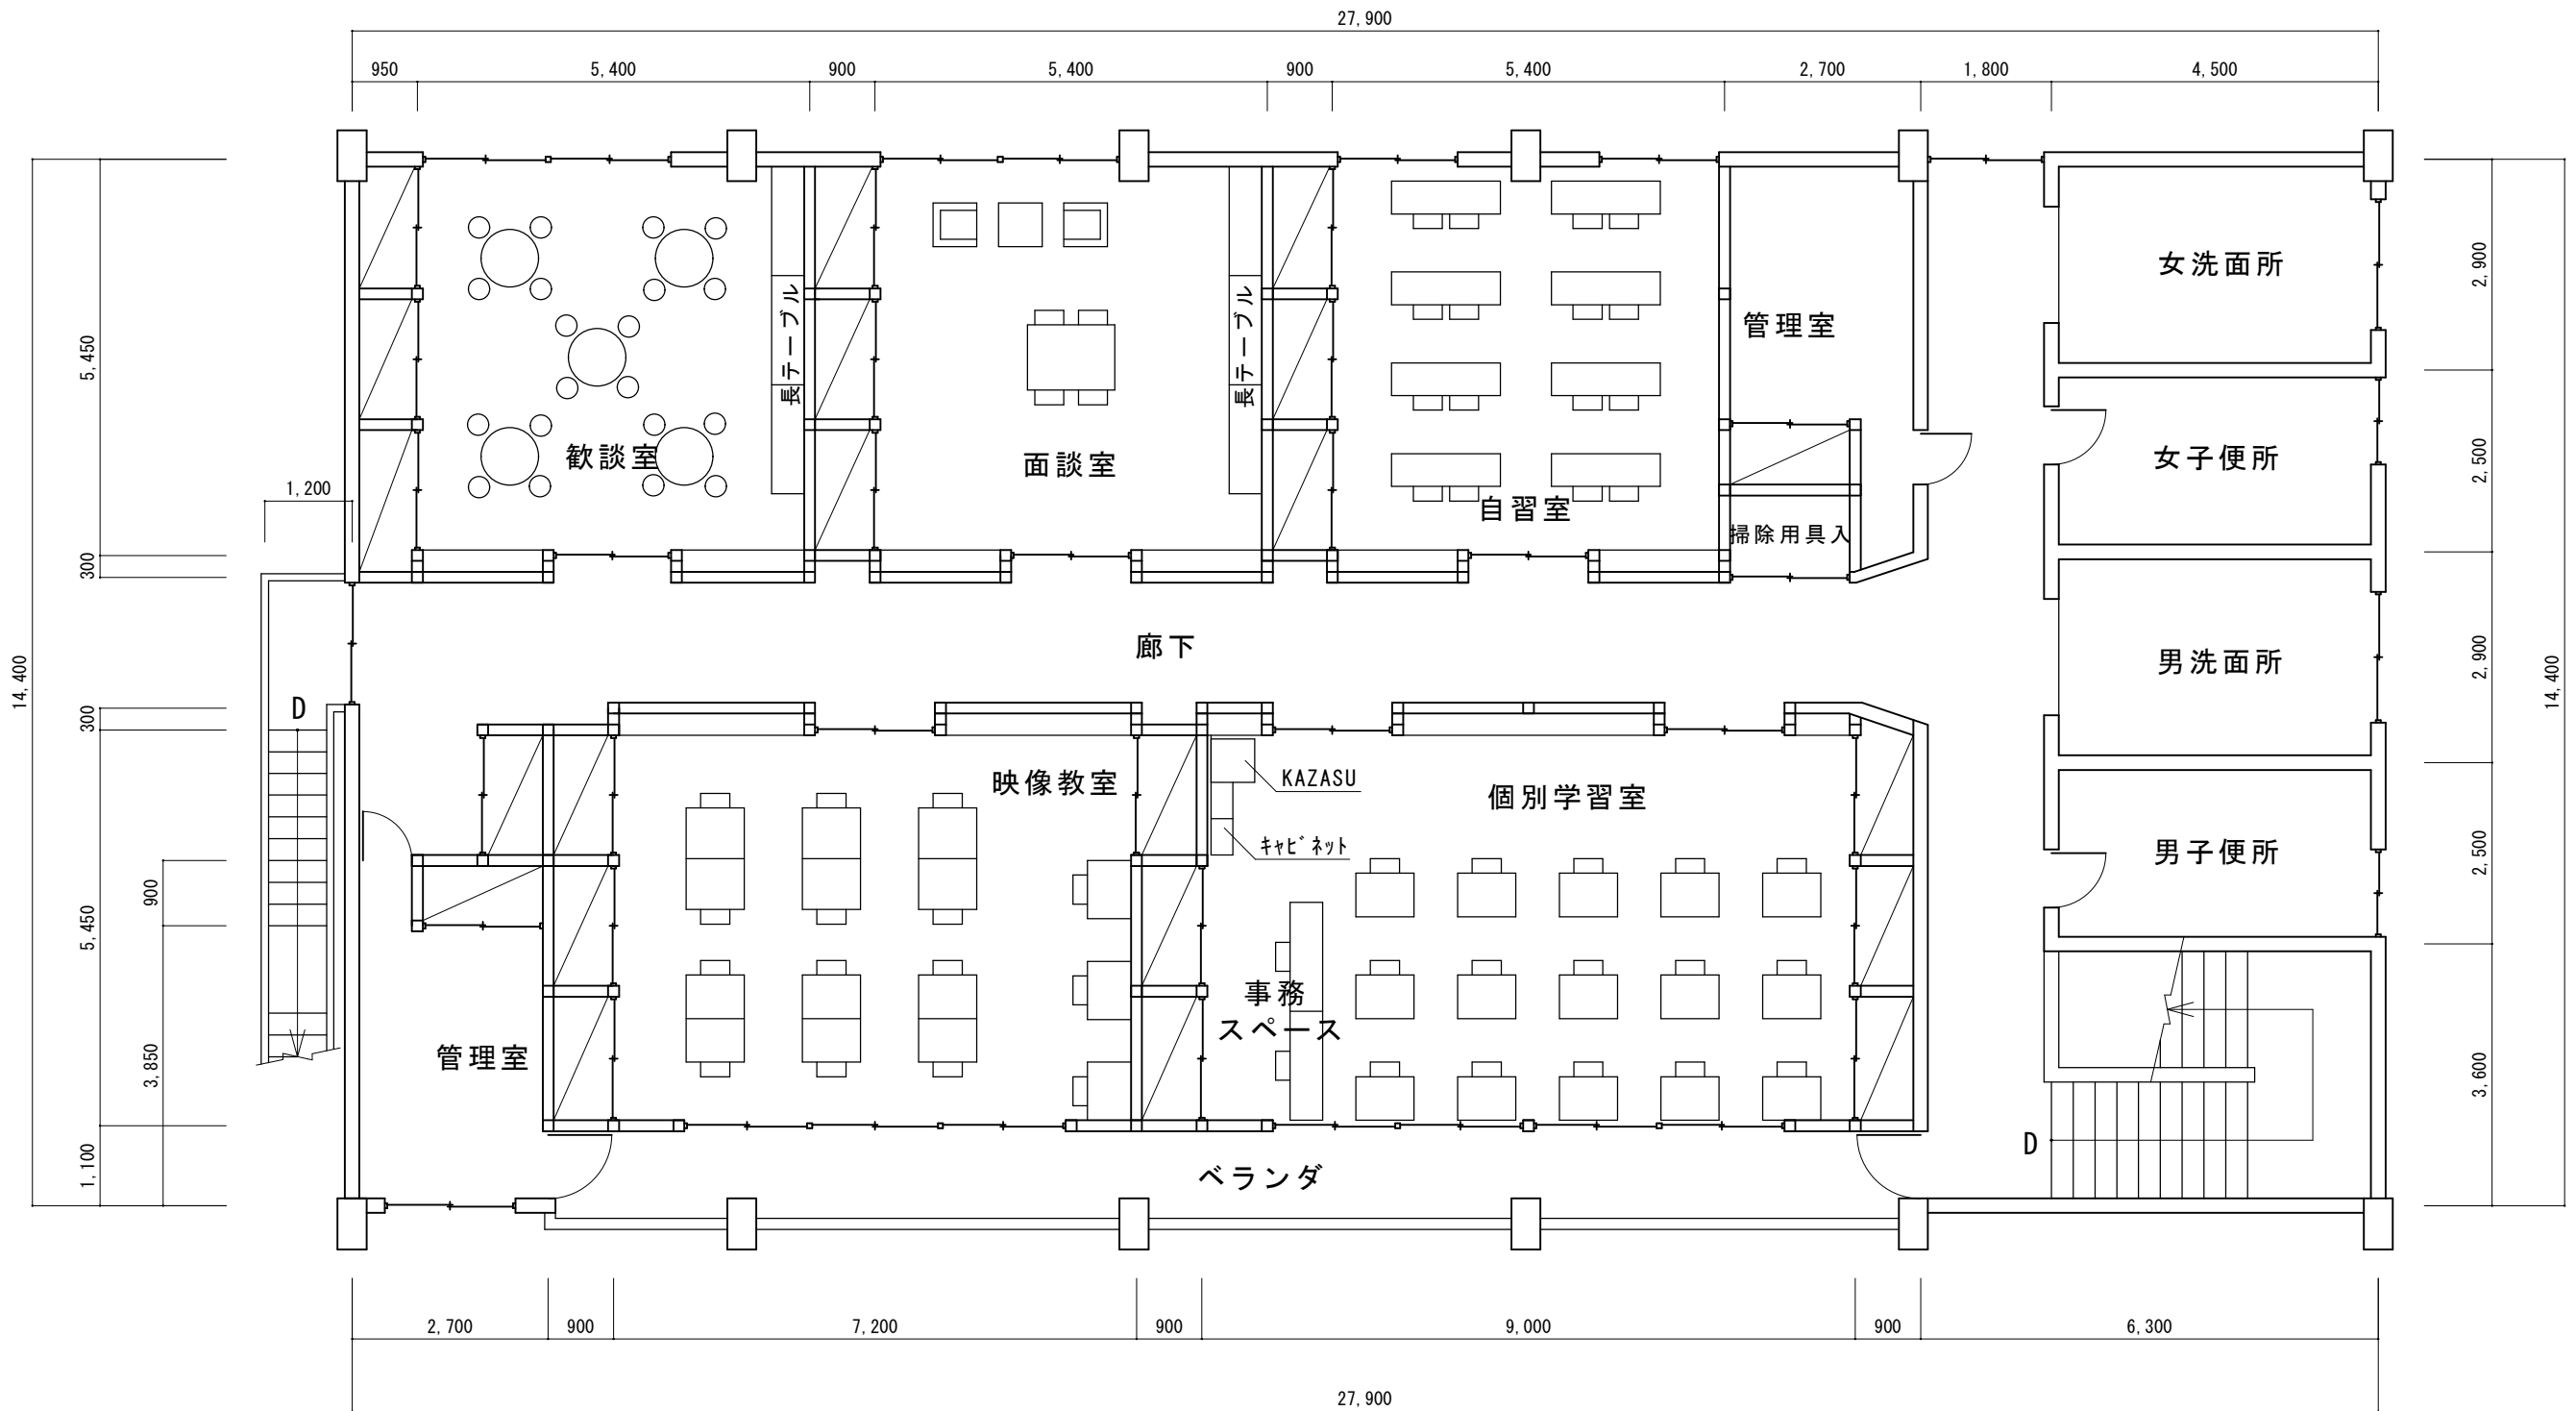 27,900
950
5,400
900
5,400
900
5,400
2,700
1,800
4,500
女洗面所
管理室
長テーブル
長テーブル
歓談室
面談室
女子便所
自習室
掃除用具入
1,200
14,400
5,450
300
300
5,450
900
3,850
1,100
2,900
2,500
2,900
2,500
3,600
14,400
廊下
男洗面所
D
映像教室
KAZASU
個別学習室
キャビネット
男子便所
事務
スペース
管理室
D
ベランダ
2,700
900
7,200
900
9,000
900
6,300
27,900